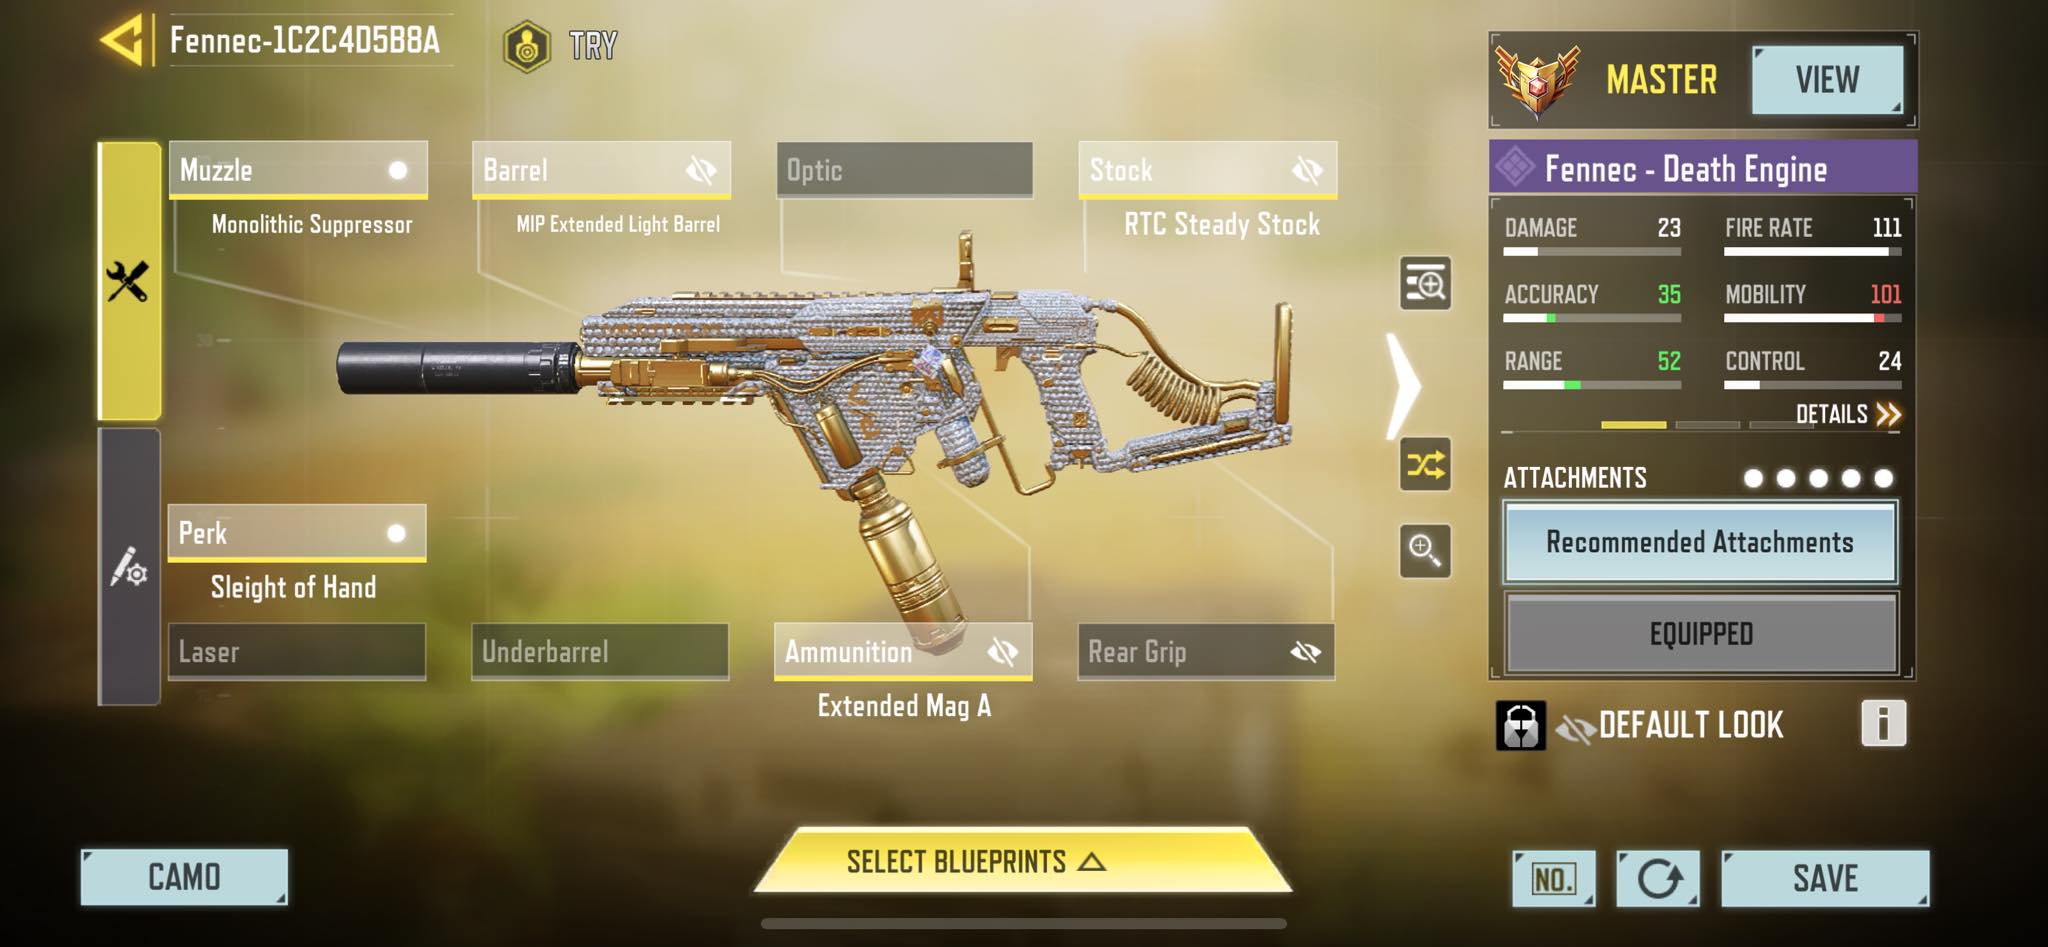 Fennec-1C2C4D5B8A
TRY
MASTER
VIEW
Muzzle
Monolithic Suppressor
Barrel
MIP Extended Light Barrel
Optic
Stock
RTC Steady Stock
Fennec - Death Engine
DAMAGE 23
FIRE RATE 111
ACCURACY 35
MOBILITY 101
RANGE 52
CONTROL 24
DETAILS
ATTACHMENTS
Recommended Attachments
EQUIPPED
Perk
Sleight of Hand
Laser
Underbarrel
Ammunition
Extended Mag A
Rear Grip
DEFAULT LOOK
i
CAMO
SELECT BLUEPRINTS
NO.
SAVE